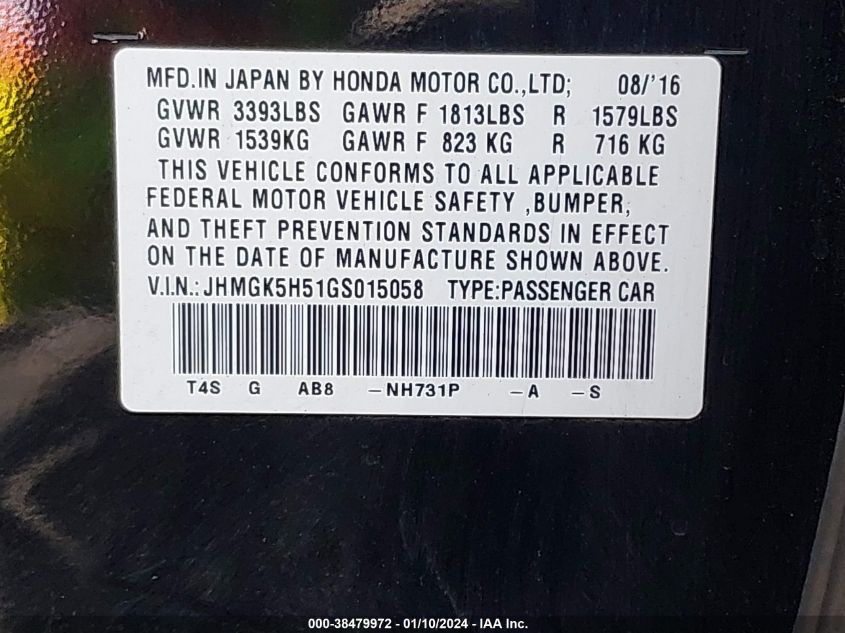 MFD.IN JAPAN BY HONDA MOTOR CO.,LTD; 08/'16
GVWR 3393LBS GAWR F 1813LBS R 1579LBS
GVWR 1539KG GAWR F 823 KG R 716 KG
THIS VEHICLE CONFORMS TO ALL APPLICABLE
FEDERAL MOTOR VEHICLE SAFETY ,BUMPER,
AND THEFT PREVENTION STANDARDS IN EFFECT
ON THE DATE OF MANUFACTURE SHOWN ABOVE.
V.I.N.: JHMGK5H51GS015058 TYPE:PASSENGER CAR
T4S G AB8 -NH731P -A -S
000-38479972 - 01/10/2024 - IAA Inc.